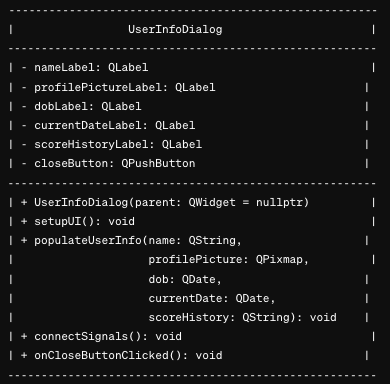 ---------------------------------------------------------
|                 UserInfoDialog                      |
---------------------------------------------------------
| - nameLabel: QLabel                                  |
| - profilePictureLabel: QLabel                       |
| - dobLabel: QLabel                                  |
| - currentDateLabel: QLabel                          |
| - scoreHistoryLabel: QLabel                         |
| - closeButton: QPushButton                          |
---------------------------------------------------------
| + UserInfoDialog(parent: QWidget = nullptr)         |
| + setupUI(): void                                   |
| + populateUserInfo(name: QString,                   |
|                    profilePicture: QPixmap,         |
|                    dob: QDate,                      |
|                    currentDate: QDate,              |
|                    scoreHistory: QString): void     |
| + connectSignals(): void                            |
| + onCloseButtonClicked(): void                      |
---------------------------------------------------------